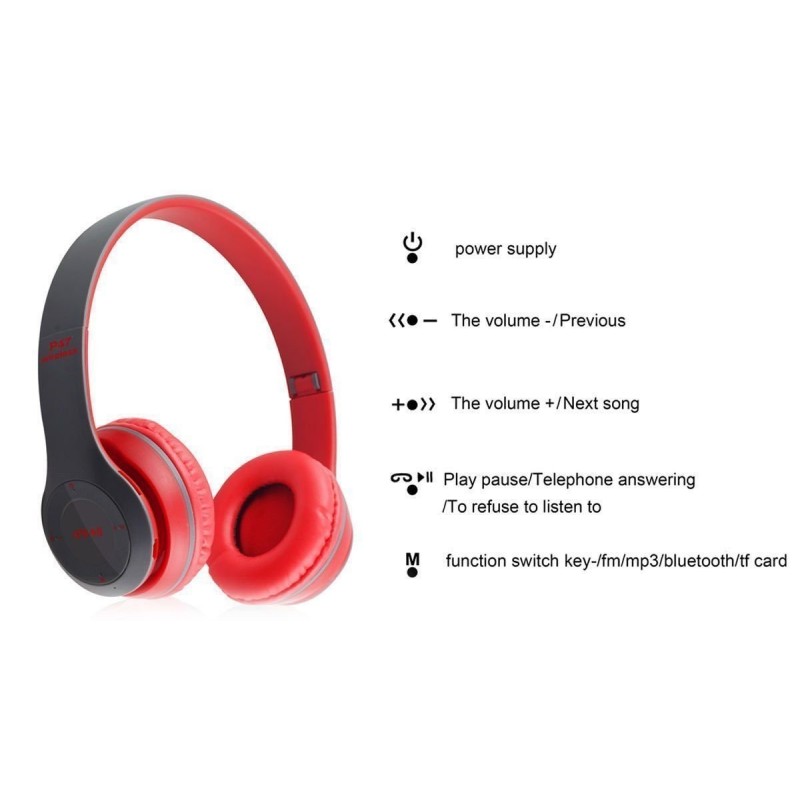 P47
power supply
The volume -/Previous
The volume +/Next song
Play pause/Telephone answering
/To refuse to listen to
M
function switch key-/fm/mp3/bluetooth/tf card